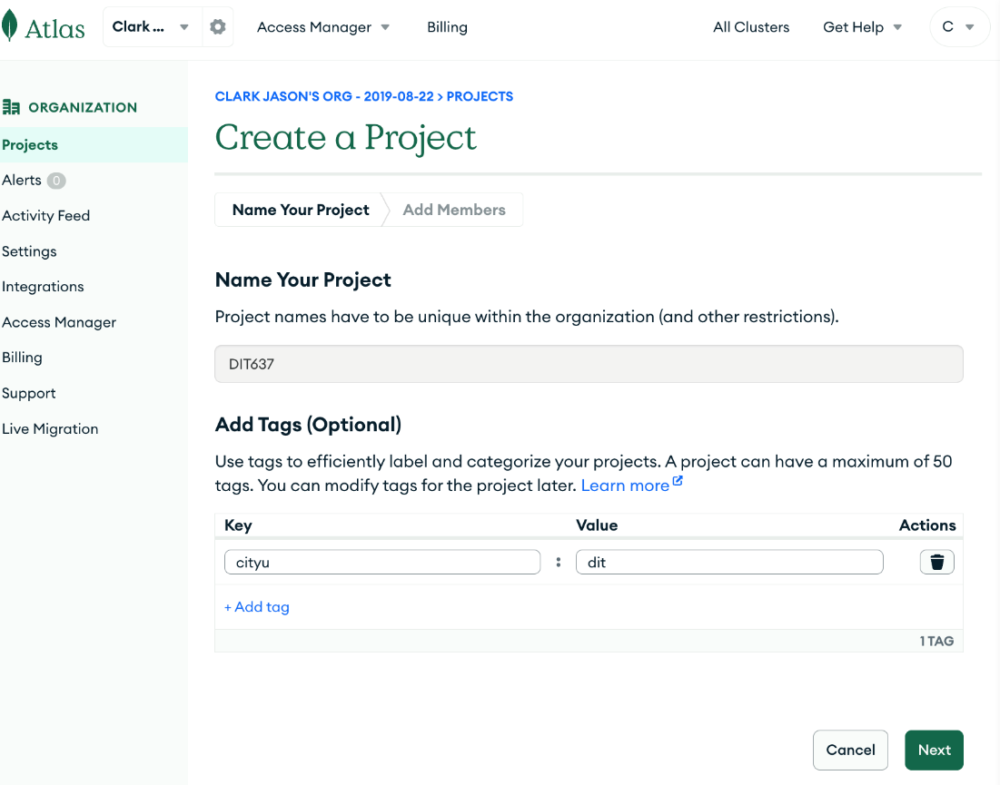 Atlas
Clark ...
Access Manager
Billing
All Clusters
Get Help
C
ORGANIZATION
Projects
Alerts 0
Activity Feed
Settings
Integrations
Access Manager
Billing
Support
Live Migration
CLARK JASON'S ORG - 2019-08-22 > PROJECTS
Create a Project
Name Your Project
Add Members
Name Your Project
Project names have to be unique within the organization (and other restrictions).
DIT637
Add Tags (Optional)
Use tags to efficiently label and categorize your projects. A project can have a maximum of 50
tags. You can modify tags for the project later. Learn more
Key Value Actions
cityu : dit
+ Add tag
1 TAG
Cancel
Next